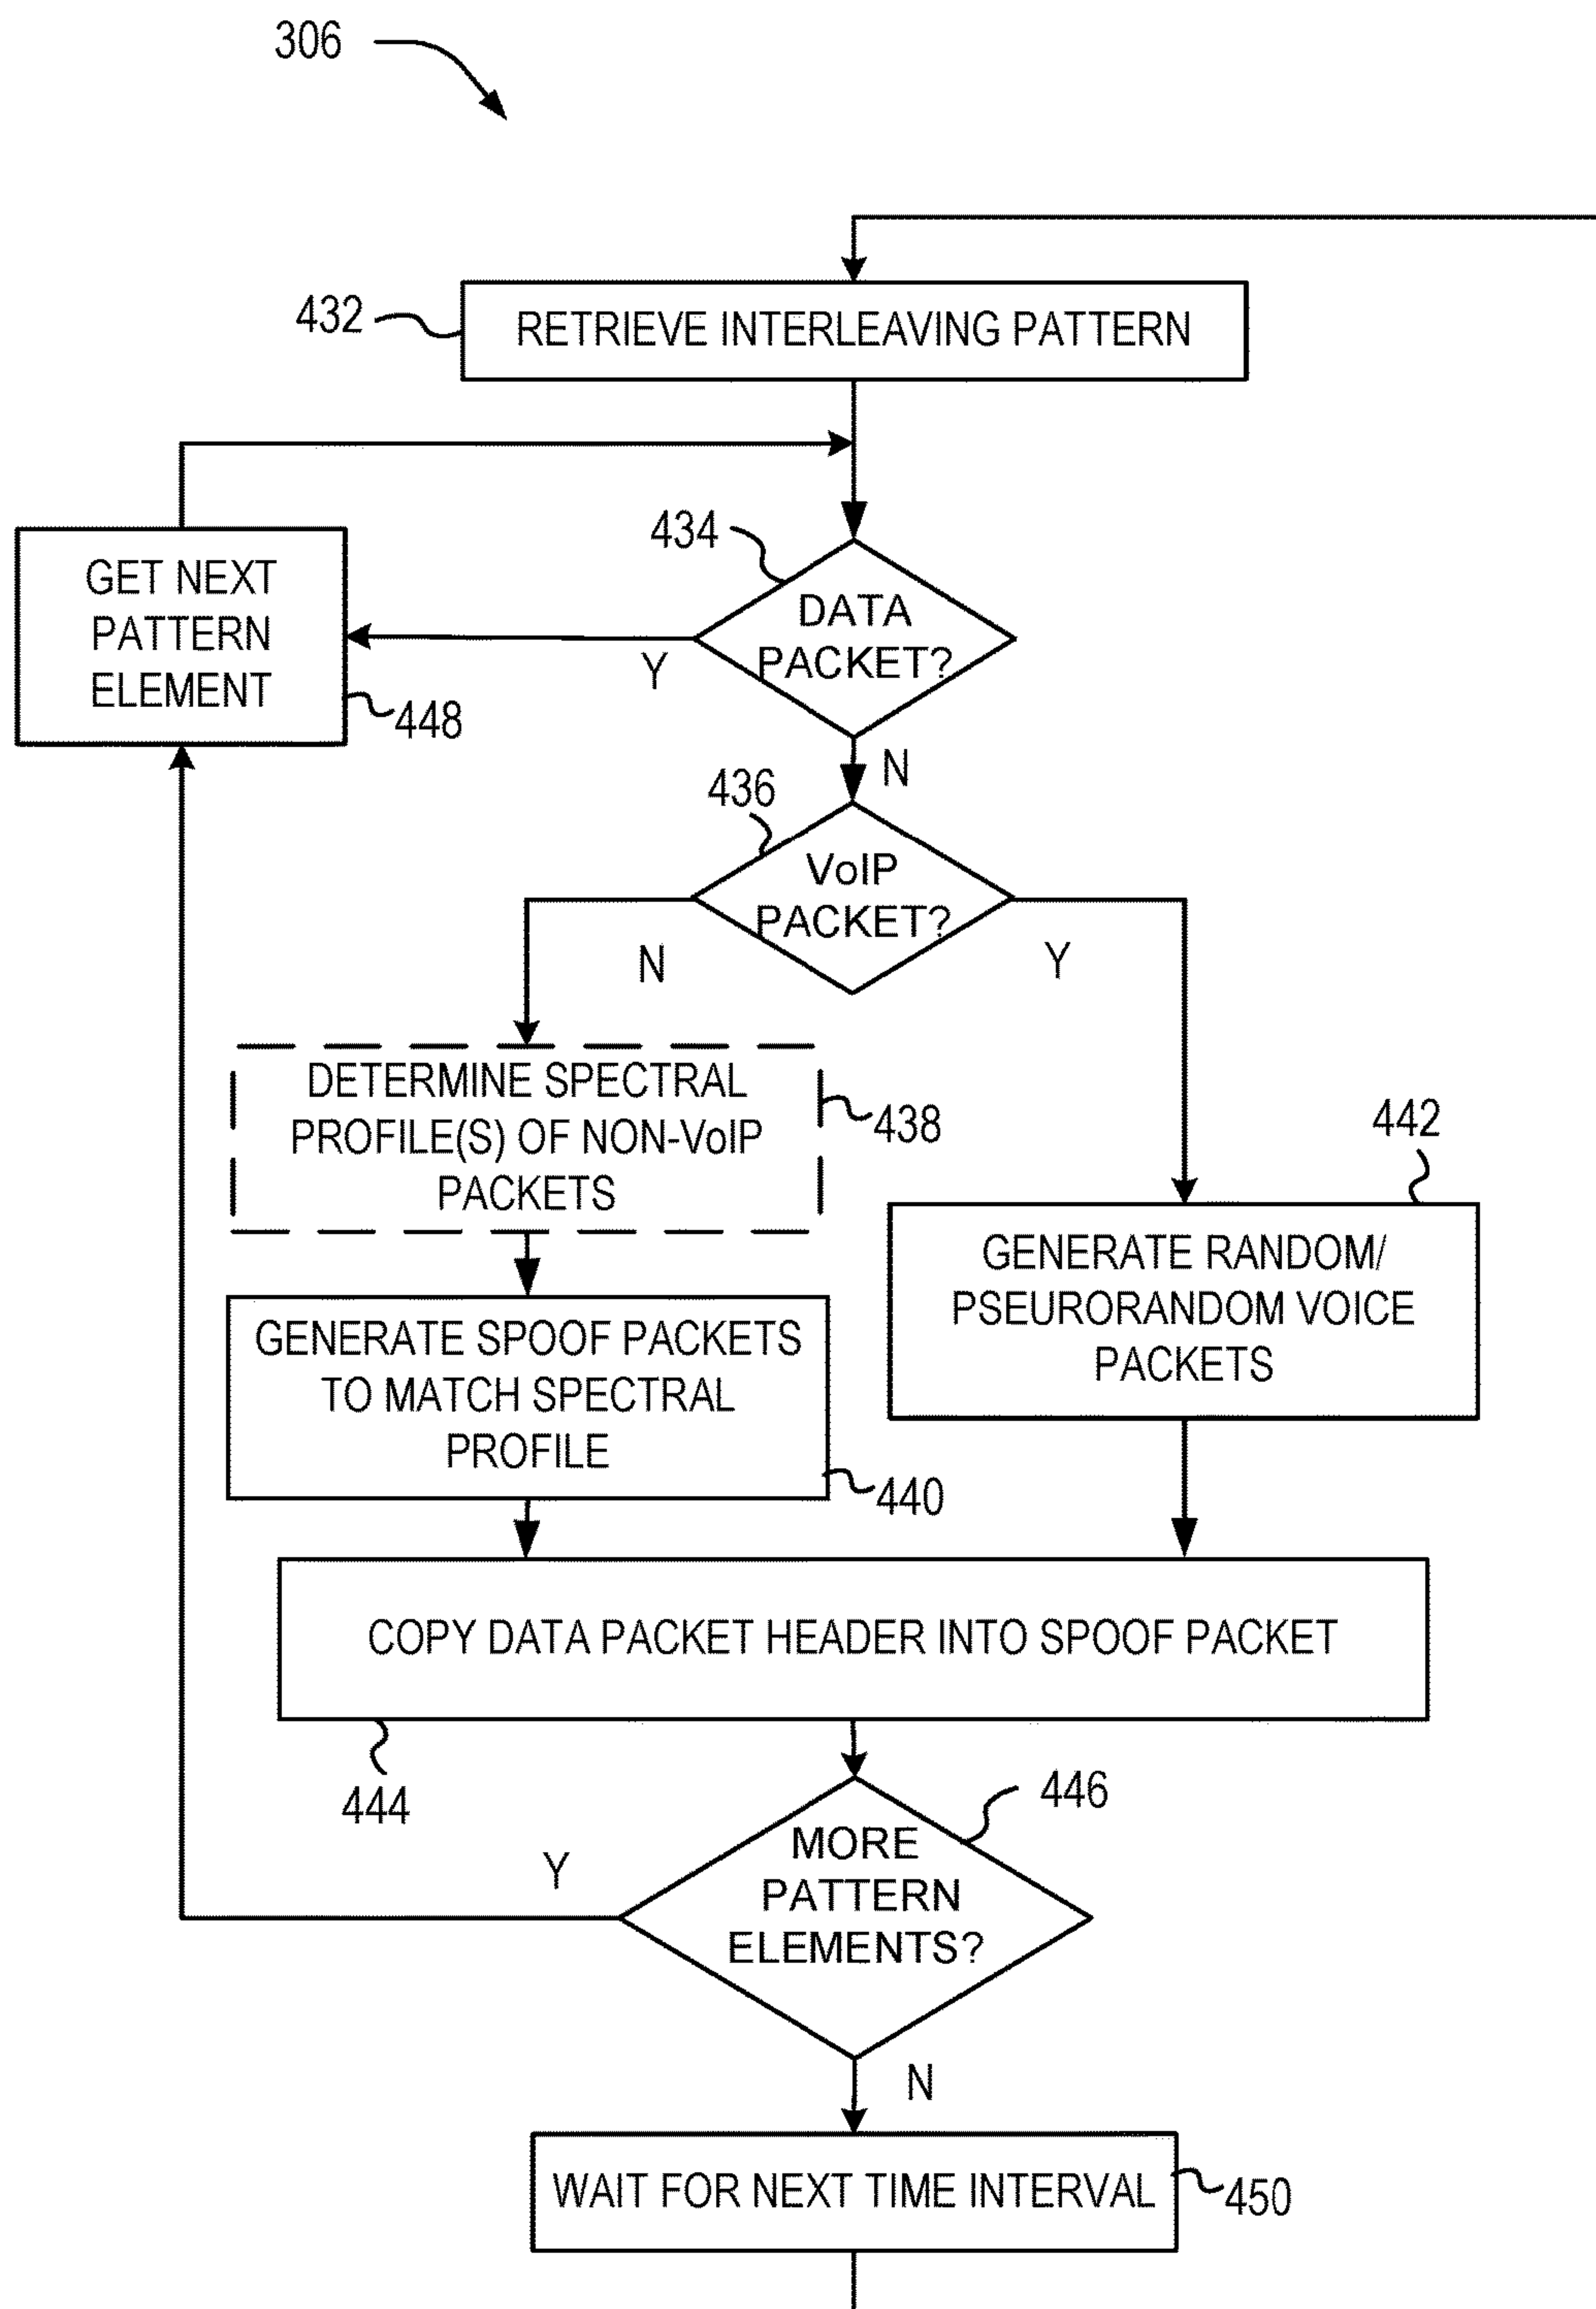 306
432
RETRIEVE INTERLEAVING PATTERN
434
GET NEXT
PATTERN
ELEMENT
448
DATA
PACKET?
Y
N
436
VoIP
PACKET?
N
Y
DETERMINE SPECTRAL
PROFILE(S) OF NON-VoIP
PACKETS
438
442
GENERATE RANDOM/
PSEURORANDOM VOICE
PACKETS
GENERATE SPOOF PACKETS
TO MATCH SPECTRAL
PROFILE
440
COPY DATA PACKET HEADER INTO SPOOF PACKET
444
446
MORE
PATTERN
ELEMENTS?
Y
N
WAIT FOR NEXT TIME INTERVAL
450